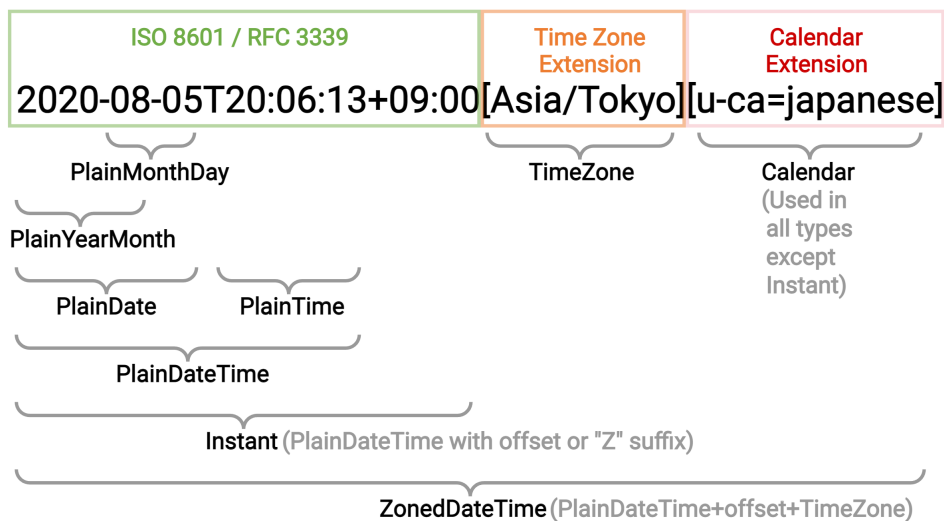 ISO 8601 / RFC 3339
Time Zone
Extension
Calendar
Extension
2020-08-05T20:06:13+09:00[Asia/Tokyo][u-ca=japanese]
PlainMonthDay
TimeZone
Calendar
(Used in
all types
except
Instant)
PlainYearMonth
PlainDate
PlainTime
PlainDateTime
Instant (PlainDateTime with offset or "Z" suffix)
ZonedDateTime (PlainDateTime+offset+TimeZone)